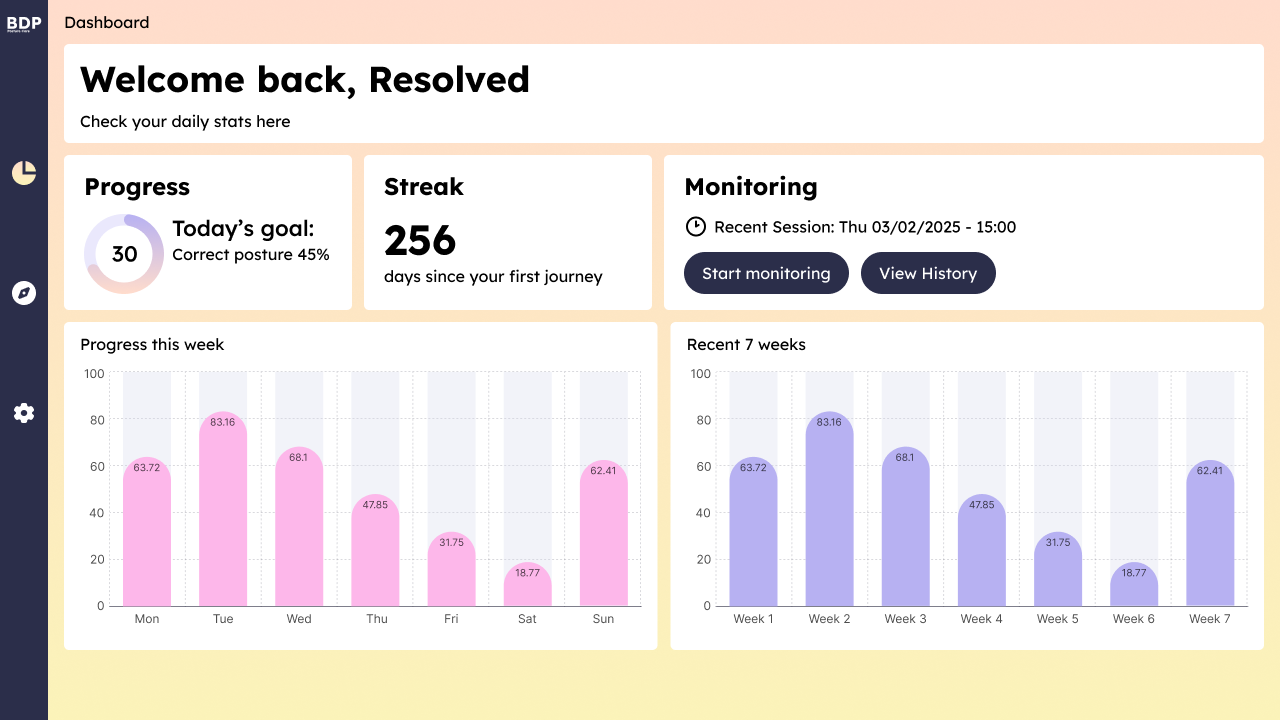 BDP
Posture Care
Dashboard
Welcome back, Resolved
Check your daily stats here
Progress
30
Today’s goal:
Correct posture 45%
Streak
256
days since your first journey
Monitoring
Recent Session: Thu 03/02/2025 - 15:00
Start monitoring
View History
Progress this week
100
80
60
40
20
0
63.72
83.16
68.1
47.85
31.75
18.77
62.41
Mon
Tue
Wed
Thu
Fri
Sat
Sun
Recent 7 weeks
100
80
60
40
20
0
63.72
83.16
68.1
47.85
31.75
18.77
62.41
Week 1
Week 2
Week 3
Week 4
Week 5
Week 6
Week 7